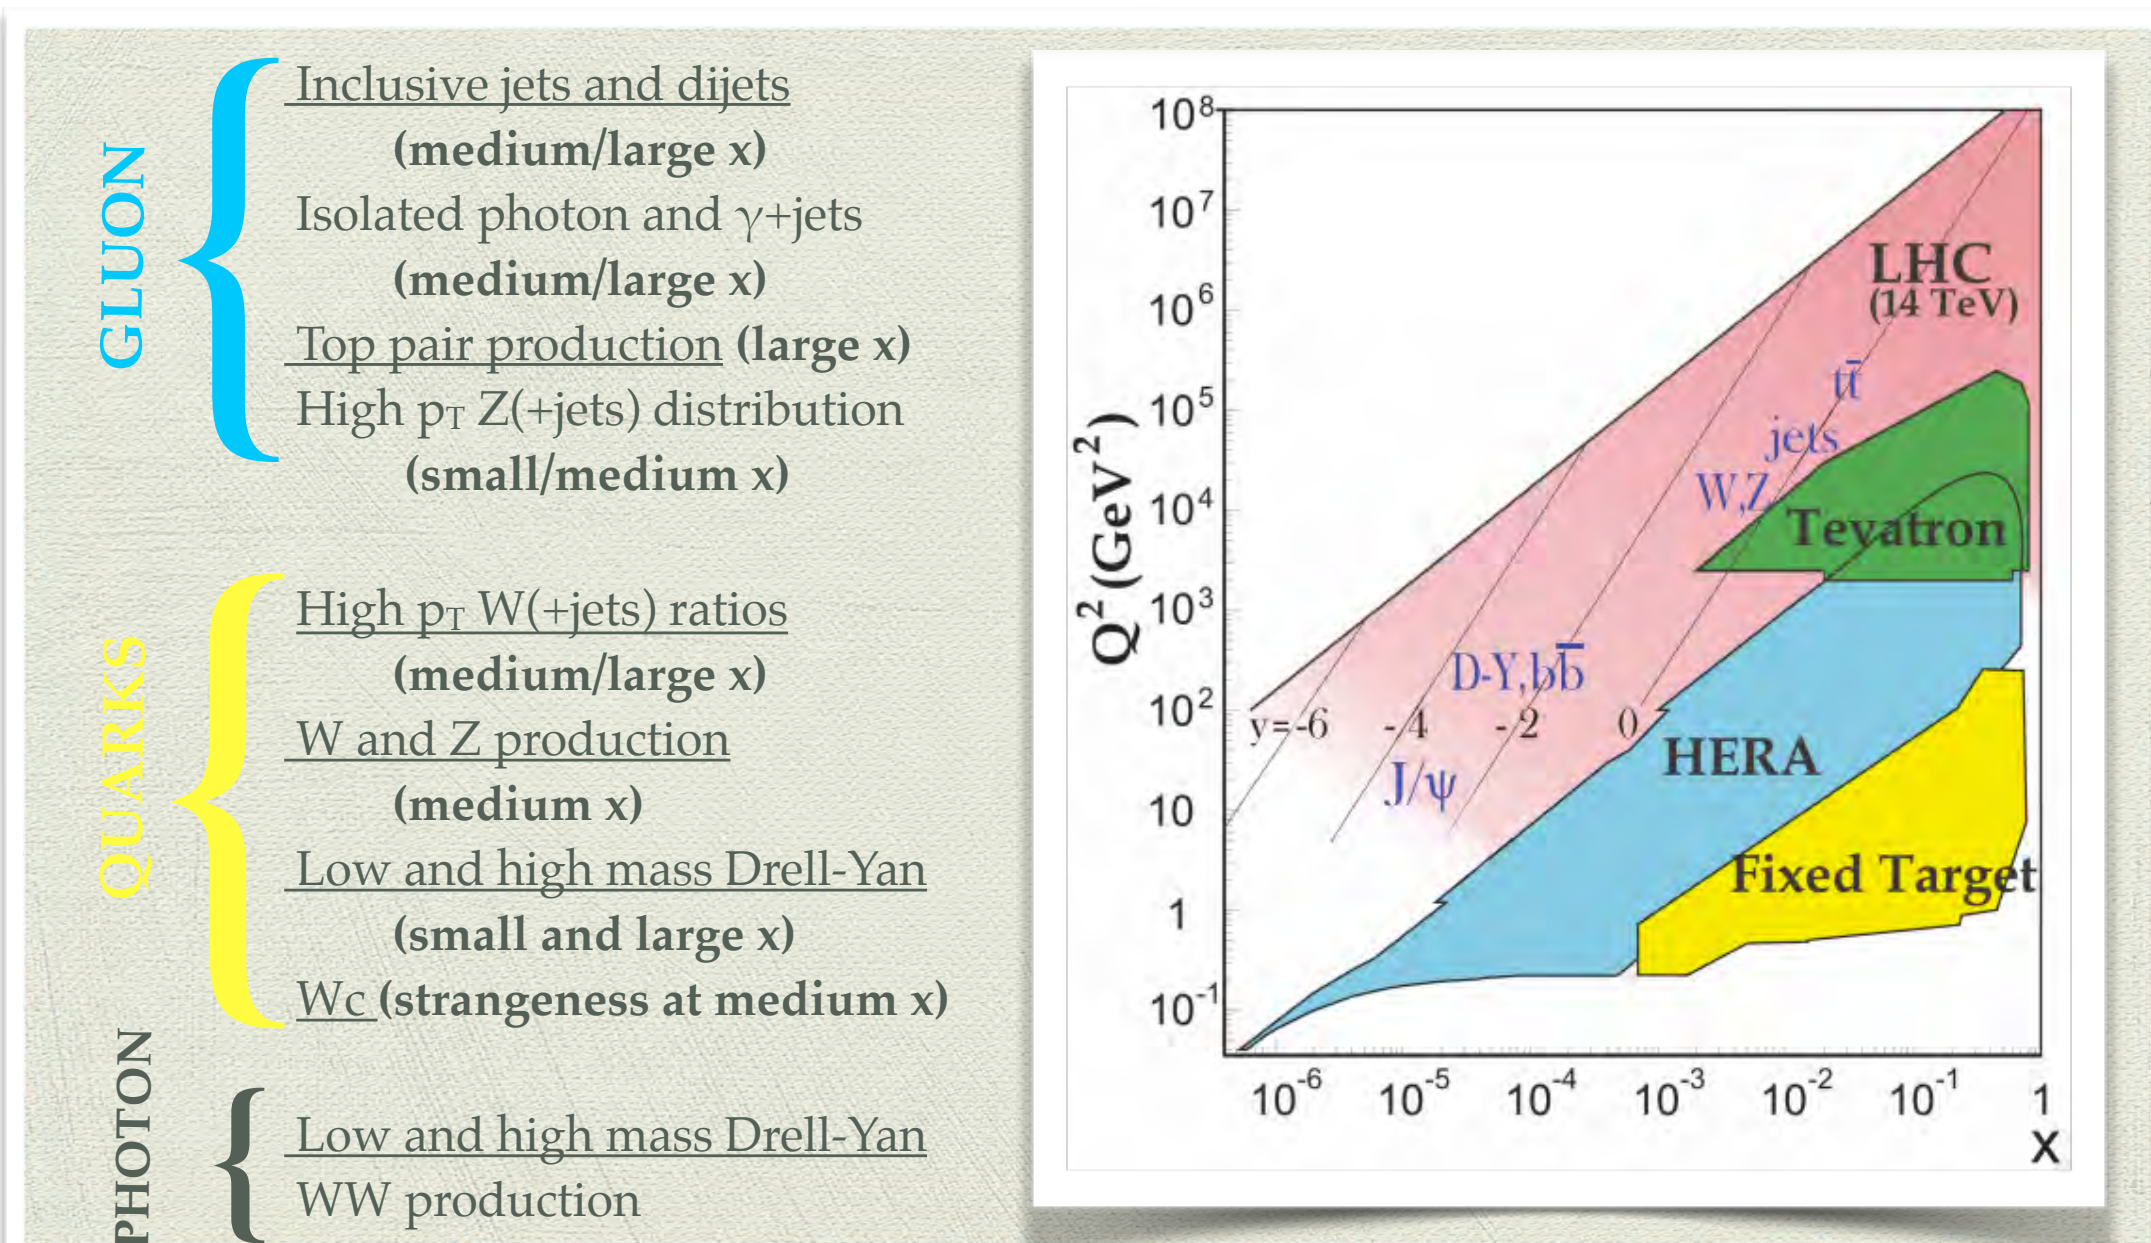 GLUON
Inclusive jets and dijets
(medium/large x)
Isolated photon and γ+jets
(medium/large x)
Top pair production (large x)
High pT Z(+jets) distribution
(small/medium x)
QUARKS
High pT W(+jets) ratios
(medium/large x)
W and Z production
(medium x)
Low and high mass Drell-Yan
(small and large x)
Wc (strangeness at medium x)
PHOTON
Low and high mass Drell-Yan
WW production
Q² (GeV²)
10⁸
10⁷
10⁶
10⁵
10⁴
10³
10²
10
1
10⁻¹
LHC
(14 TeV)
tt̄
jets
W,Z
Tevatron
D-Y,bb̄
y=-6 -4 -2 0
HERA
J/ψ
Fixed Target
10⁻⁶ 10⁻⁵ 10⁻⁴ 10⁻³ 10⁻² 10⁻¹ 1
x